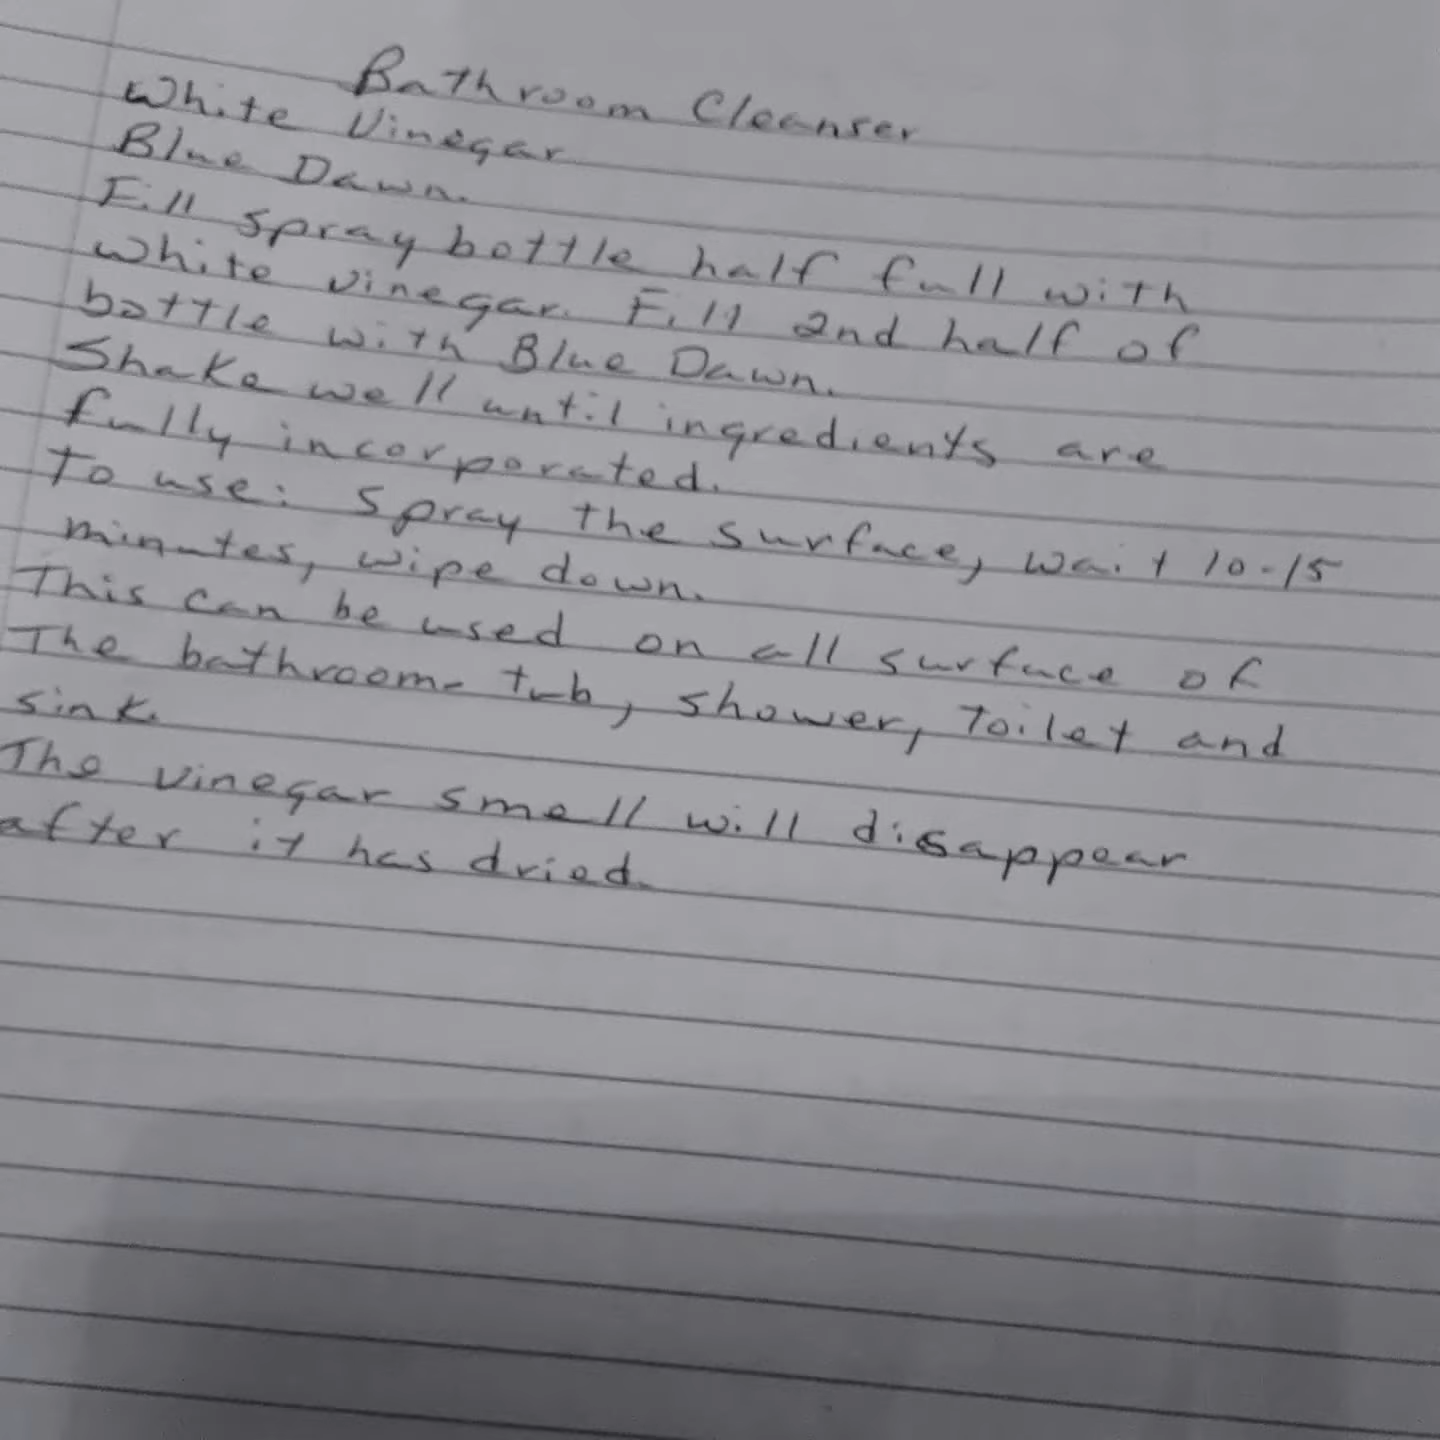 Bathroom Cleanser
White Vinegar
Blue Dawn.
Fill spray bottle half full with
white vinegar. Fill 2nd half of
bottle with Blue Dawn.
Shake well until ingredients are
fully incorporated.
To use: Spray the surface, wait 10-15
minutes, wipe down.
This can be used on all surface of
The bathroom- tub, shower, Toilet and
sink.
The vinegar smell will disappear
after it has dried.